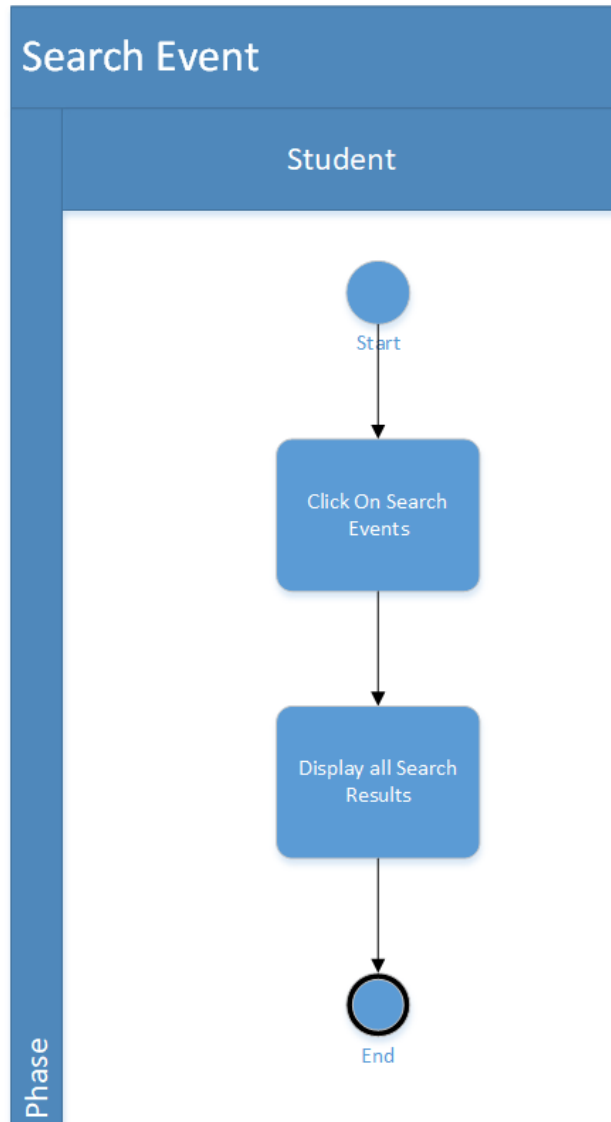 Search Event
Student
Start
Click On Search
Events
Display all Search
Results
End
Phase